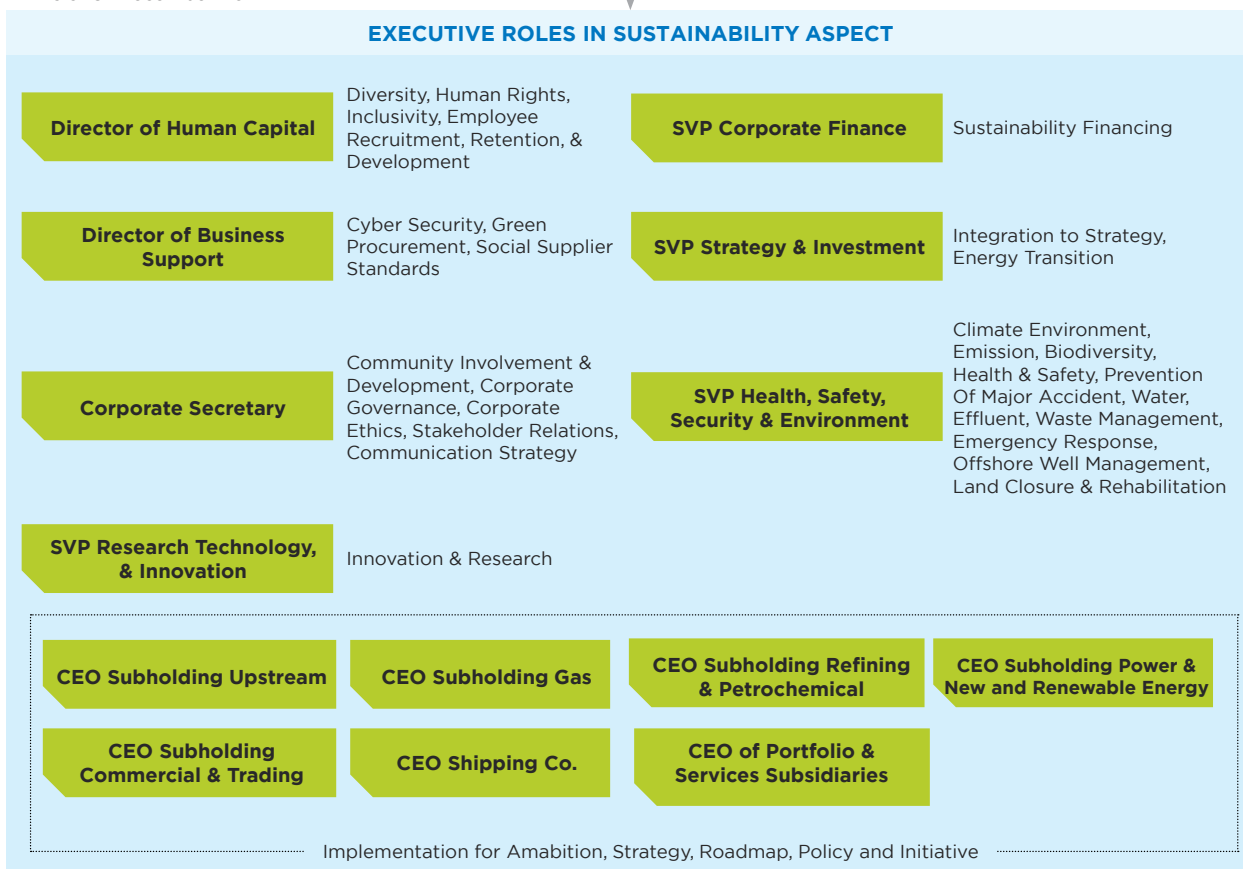 EXECUTIVE ROLES IN SUSTAINABILITY ASPECT
Director of Human Capital
Diversity, Human Rights,
Inclusivity, Employee
Recruitment, Retention, &
Development
SVP Corporate Finance
Sustainability Financing
Director of Business
Support
Cyber Security, Green
Procurement, Social Supplier
Standards
SVP Strategy & Investment
Integration to Strategy,
Energy Transition
Corporate Secretary
Community Involvement &
Development, Corporate
Governance, Corporate
Ethics, Stakeholder Relations,
Communication Strategy
SVP Health, Safety,
Security & Environment
Climate Environment,
Emission, Biodiversity,
Health & Safety, Prevention
Of Major Accident, Water,
Effluent, Waste Management,
Emergency Response,
Offshore Well Management,
Land Closure & Rehabilitation
SVP Research Technology,
& Innovation
Innovation & Research
CEO Subholding Upstream
CEO Subholding Gas
CEO Subholding Refining
& Petrochemical
CEO Subholding Power &
New and Renewable Energy
CEO Subholding
Commercial & Trading
CEO Shipping Co.
CEO of Portfolio &
Services Subsidiaries
Implementation for Amabition, Strategy, Roadmap, Policy and Initiative